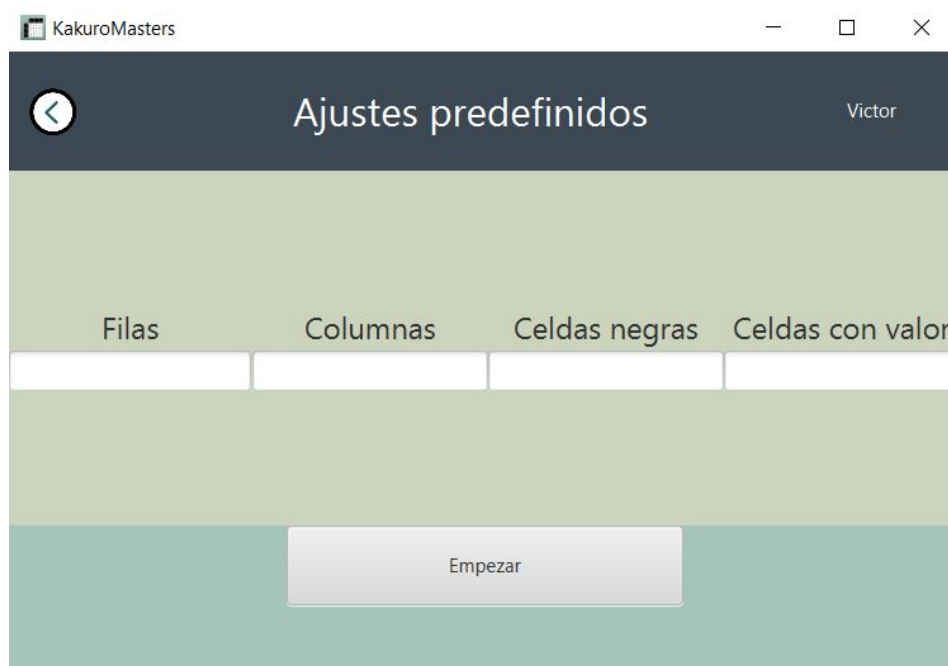 KakuroMasters
Ajustes predefinidos
Victor
Filas Columnas Celdas negras Celdas con valor
Empezar